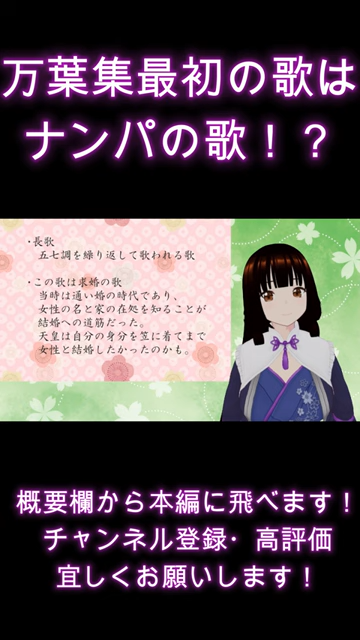 万葉集最初の歌は
ナンパの歌！？
・長歌
五七調を繰り返して歌われる歌
・この歌は求婚の歌
当時は通い婚の時代であり、
女性の名と家の在処を知ることが
結婚への道筋だった。
天皇は自分の身分を笠に着てまで
女性と結婚したかったのかも。
概要欄から本編に飛べます！
チャンネル登録・高評価
宜しくお願いします！